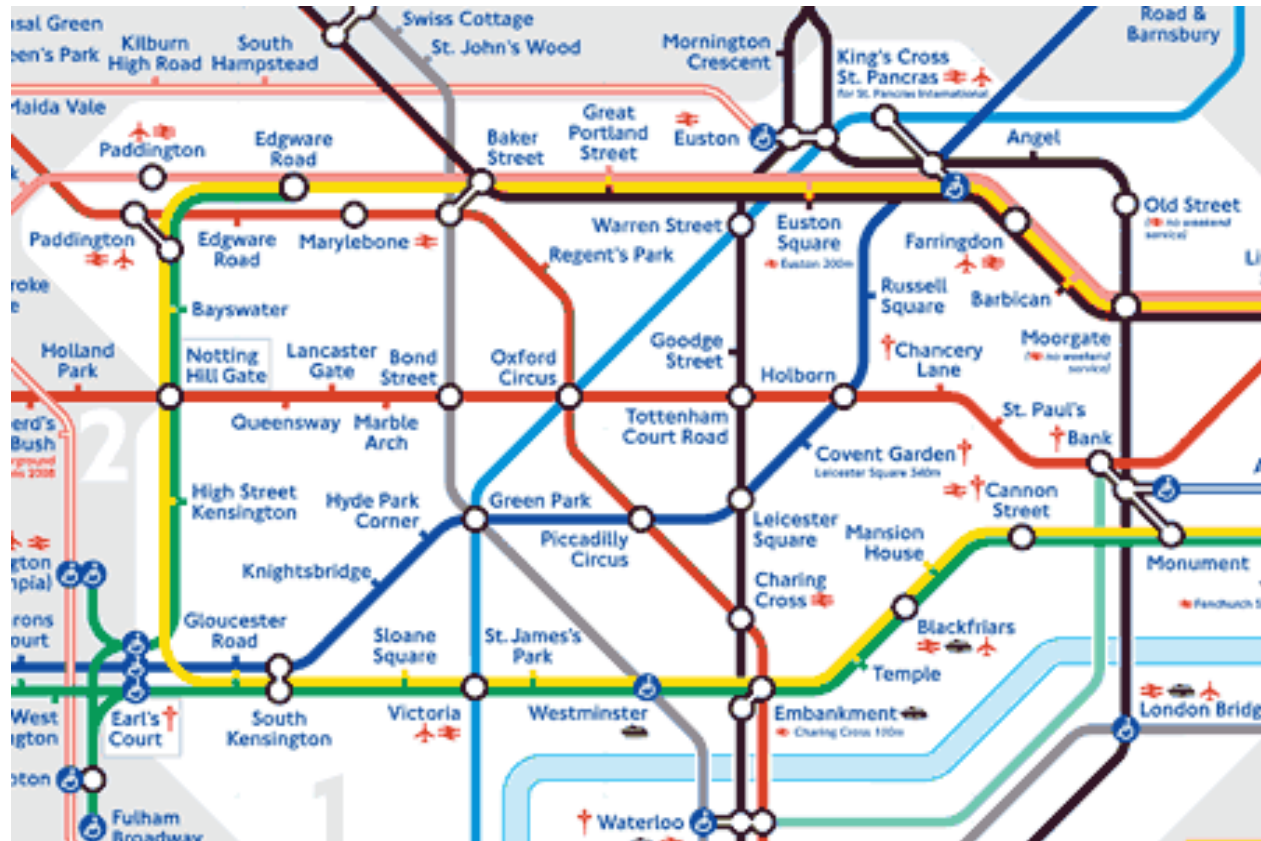 Swiss Cottage
St. John's Wood
Road &
Barnsbury
Kilburn
High Road
South
Hampstead
Mornington
Crescent
King's Cross
St. Pancras
for St. Pancras International
Maida Vale
Paddington
Edgware
Road
Baker
Street
Great
Portland
Street
Euston
Angel
Old Street
no weekend
service)
Paddington
Edgware
Road
Marylebone
Regent's Park
Warren Street
Euston
Square
Euston 200m
Farringdon
Barbican
Bayswater
Russell
Square
Moorgate
no weekend
service)
Holland
Park
Notting
Hill Gate
Lancaster
Gate
Bond
Street
Oxford
Circus
Goodge
Street
Holborn
†Chancery
Lane
Queensway
Marble
Arch
Tottenham
Court Road
St. Paul's
†Bank
2
Bush
High Street
Kensington
Hyde Park
Corner
Green Park
Covent Garden†
Leicester Square 340m
†Cannon
Street
Piccadilly
Circus
Leicester
Square
Mansion
House
Monument
Knightsbridge
Charing
Cross
Gloucester
Road
Sloane
Square
St. James's
Park
Blackfriars
Temple
West
Earl's†
Court
South
Kensington
Victoria
Westminster
Embankment
Charing Cross 100m
London Bridg
1
Fulham
Broadway
†Waterloo